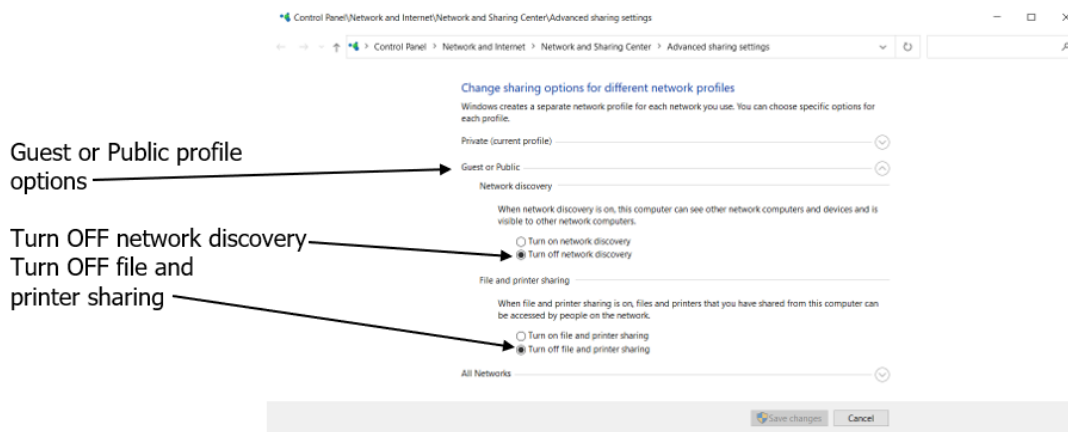 Control Panel\Network and Internet\Network and Sharing Center\Advanced sharing settings
Control Panel > Network and Internet > Network and Sharing Center > Advanced sharing settings
Change sharing options for different network profiles
Windows creates a separate network profile for each network you use. You can choose specific options for
each profile.
Private (current profile)
Guest or Public profile
options
Guest or Public
Network discovery
When network discovery is on, this computer can see other network computers and devices and is
visible to other network computers.
Turn on network discovery
Turn OFF network discovery
Turn off network discovery
Turn OFF file and
printer sharing
File and printer sharing
When file and printer sharing is on, files and printers that you have shared from this computer can
be accessed by people on the network.
Turn on file and printer sharing
Turn off file and printer sharing
All Networks
Save changes
Cancel